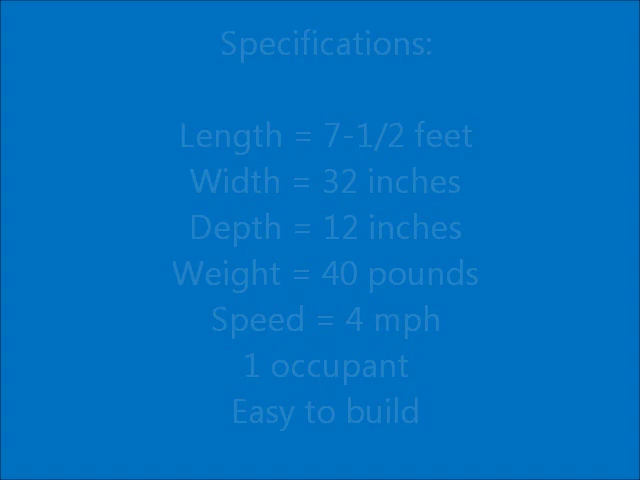 Specifications:
Length = 7-1/2 feet
Width = 32 inches
Depth = 12 inches
Weight = 40 pounds
Speed = 4 mph
1 occupant
Easy to build